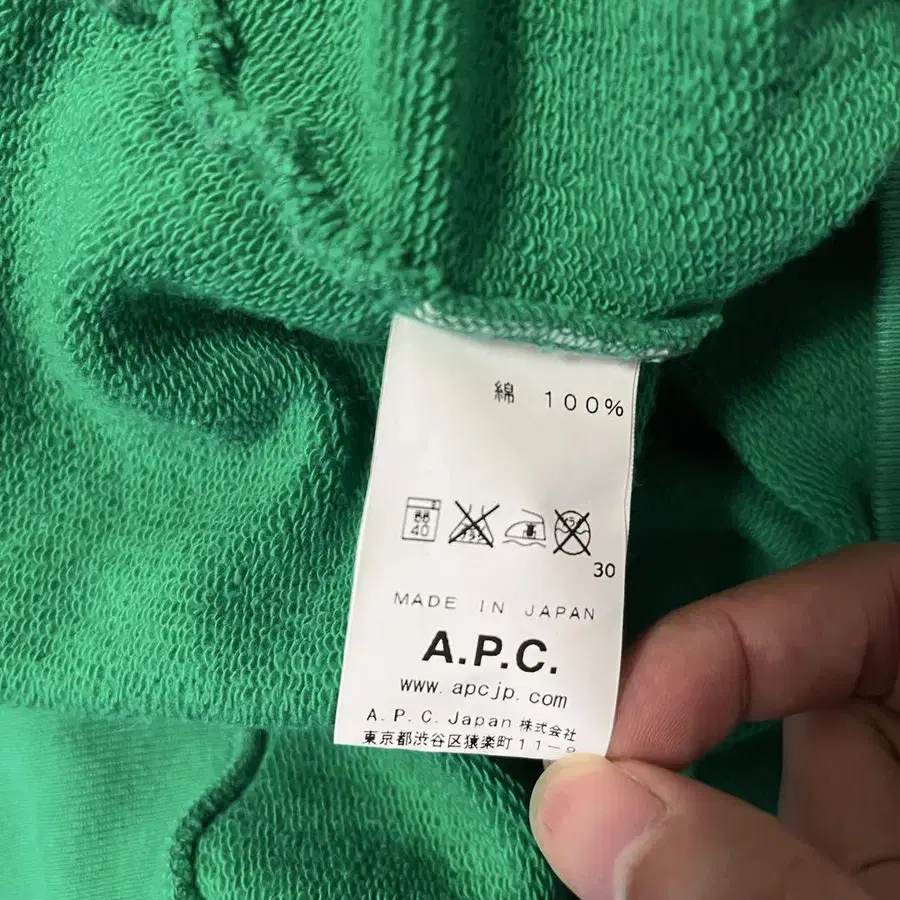 綿 100%
40
30
MADE IN JAPAN
A.P.C.
www.apcjp.com
A.P.C. Japan 株式会社
東京都渋谷区猿楽町11-